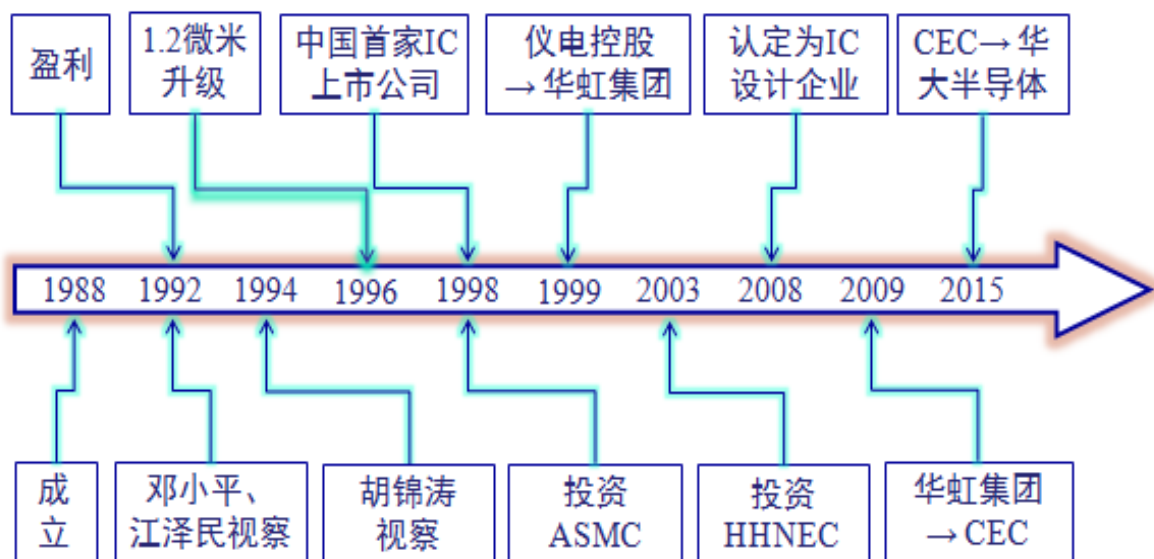 盈利
1.2微米
升级
中国首家IC
上市公司
仪电控股
→华虹集团
认定为IC
设计企业
CEC→华
大半导体
1988 1992 1994 1996 1998 1999 2003 2008 2009 2015
成
立
邓小平、
江泽民视察
胡锦涛
视察
投资
ASMC
投资
HHNEC
华虹集团
→CEC